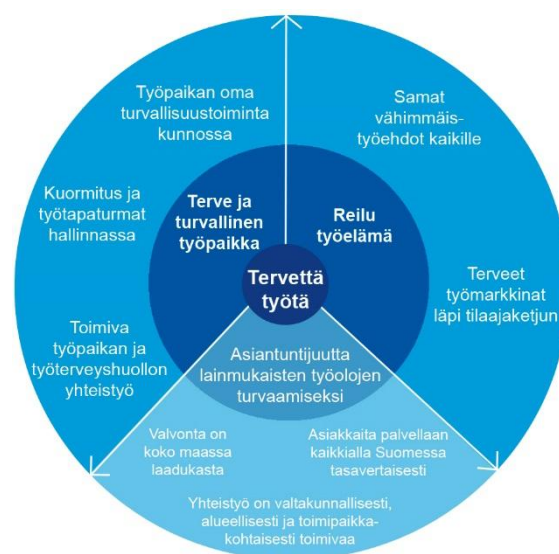 Työpaikan oma
turvallisuustoiminta
kunnossa
Samat
vähimmäis-
työehdot kaikille
Kuormitus ja
työtapaturmat
hallinnassa
Terve ja
turvallinen
työpaikka
Reilu
työelämä
Tervettä
työtä
Terveet
työmarkkinat
läpi tilaajaketjun
Toimiva
työpaikan ja
työterveyshuollon
yhteistyö
Asiantuntijuutta
lainmukaisten työolojen
turvaamiseksi
Valvonta on
koko maassa
laadukasta
Asiakkaita palvellaan
kaikkialla Suomessa
tasavertaisesti
Yhteistyö on valtakunnallisesti,
alueellisesti ja toimipaikka-
kohtaisesti toimivaa